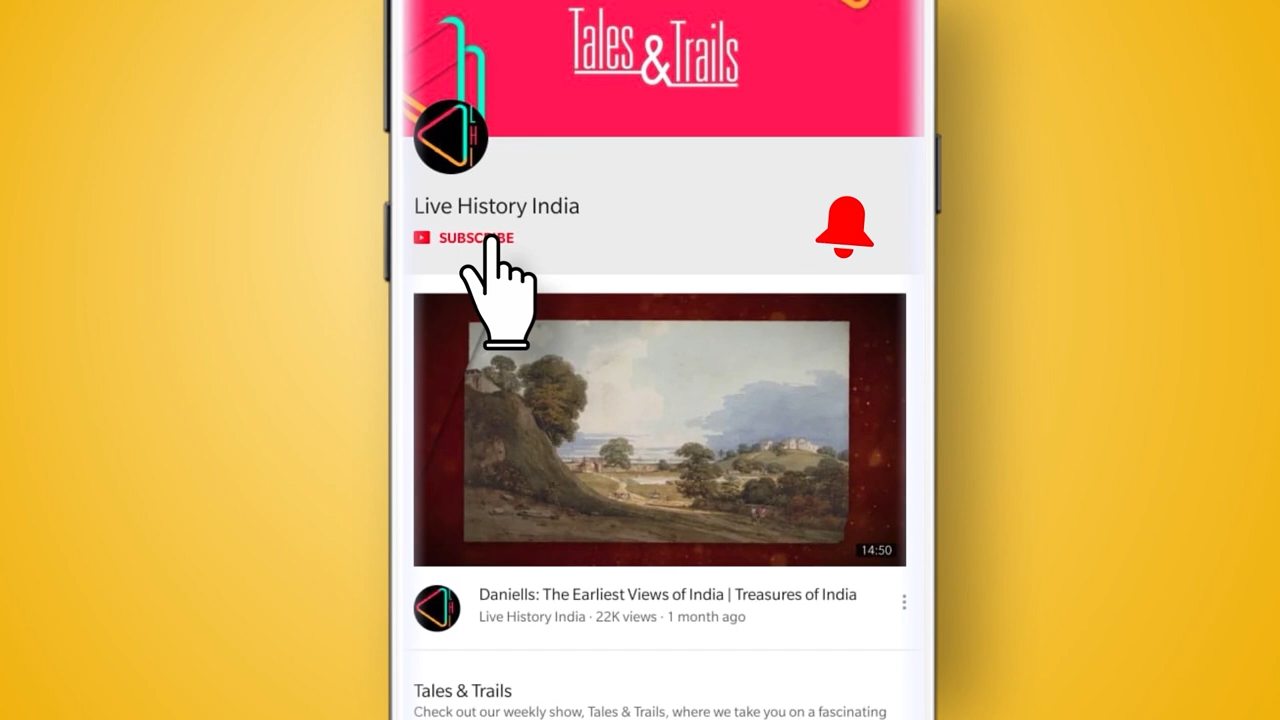 Tales & Trails
LHI
Live History India
SUBSCRIBE
14:50
Daniells: The Earliest Views of India | Treasures of India
LHI
Live History India · 22K views · 1 month ago
Tales & Trails
Check out our weekly show, Tales & Trails, where we take you on a fascinating